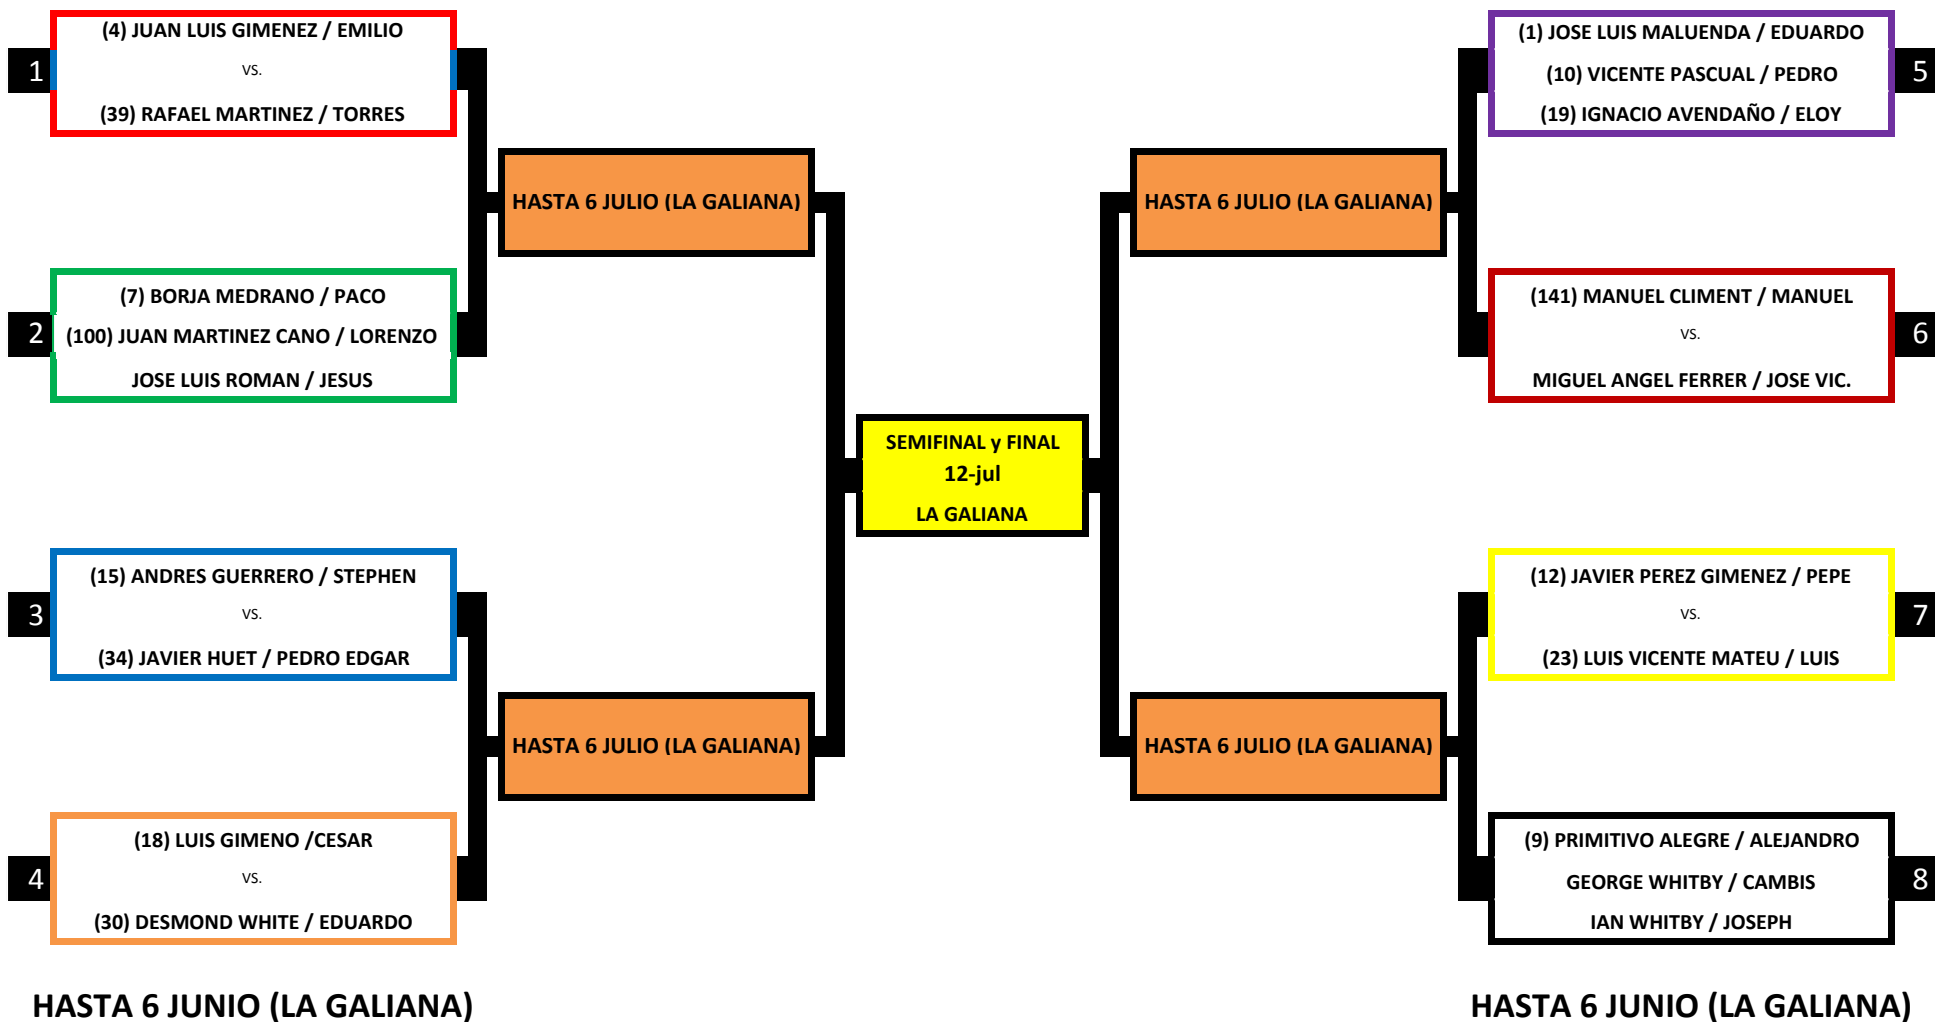 1
(4) JUAN LUIS GIMENEZ / EMILIO
VS.
(39) RAFAEL MARTINEZ / TORRES
2
(7) BORJA MEDRANO / PACO
(100) JUAN MARTINEZ CANO / LORENZO
JOSE LUIS ROMAN / JESUS
HASTA 6 JULIO (LA GALIANA)
3
(15) ANDRES GUERRERO / STEPHEN
VS.
(34) JAVIER HUET / PEDRO EDGAR
4
(18) LUIS GIMENO /CESAR
VS.
(30) DESMOND WHITE / EDUARDO
HASTA 6 JULIO (LA GALIANA)
HASTA 6 JUNIO (LA GALIANA)
SEMIFINAL y FINAL
12-jul
LA GALIANA
(1) JOSE LUIS MALUENDA / EDUARDO
(10) VICENTE PASCUAL / PEDRO
(19) IGNACIO AVENDAÑO / ELOY
5
HASTA 6 JULIO (LA GALIANA)
(141) MANUEL CLIMENT / MANUEL
VS.
MIGUEL ANGEL FERRER / JOSE VIC.
6
(12) JAVIER PEREZ GIMENEZ / PEPE
VS.
(23) LUIS VICENTE MATEU / LUIS
7
HASTA 6 JULIO (LA GALIANA)
(9) PRIMITIVO ALEGRE / ALEJANDRO
GEORGE WHITBY / CAMBIS
IAN WHITBY / JOSEPH
8
HASTA 6 JUNIO (LA GALIANA)